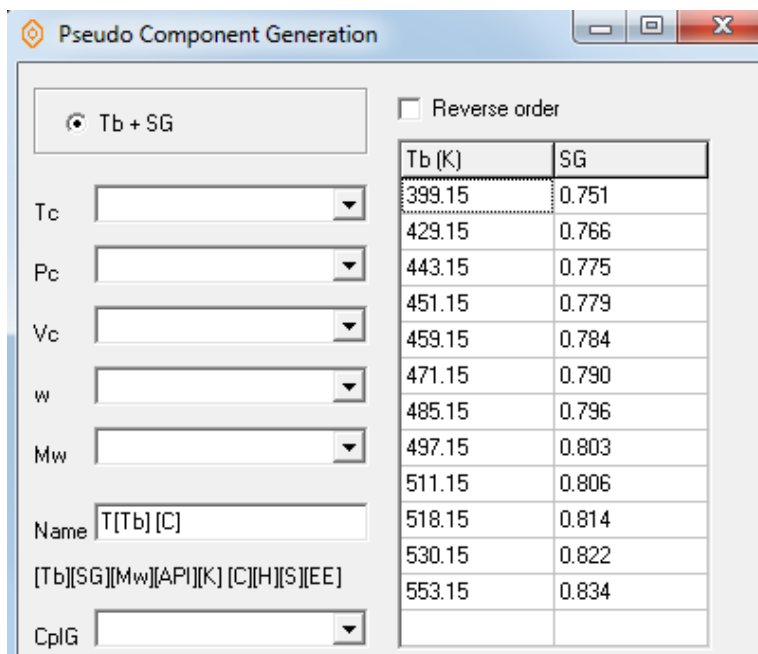 Pseudo Component Generation
Tb + SG
Tc
Pc
Vc
w
Mw
Name T[Tb] [C]
[Tb][SG][Mw][API][K] [C][H][S][EE]
CpIG
Reverse order
Tb (K) SG
399.15 0.751
429.15 0.766
443.15 0.775
451.15 0.779
459.15 0.784
471.15 0.790
485.15 0.796
497.15 0.803
511.15 0.806
518.15 0.814
530.15 0.822
553.15 0.834